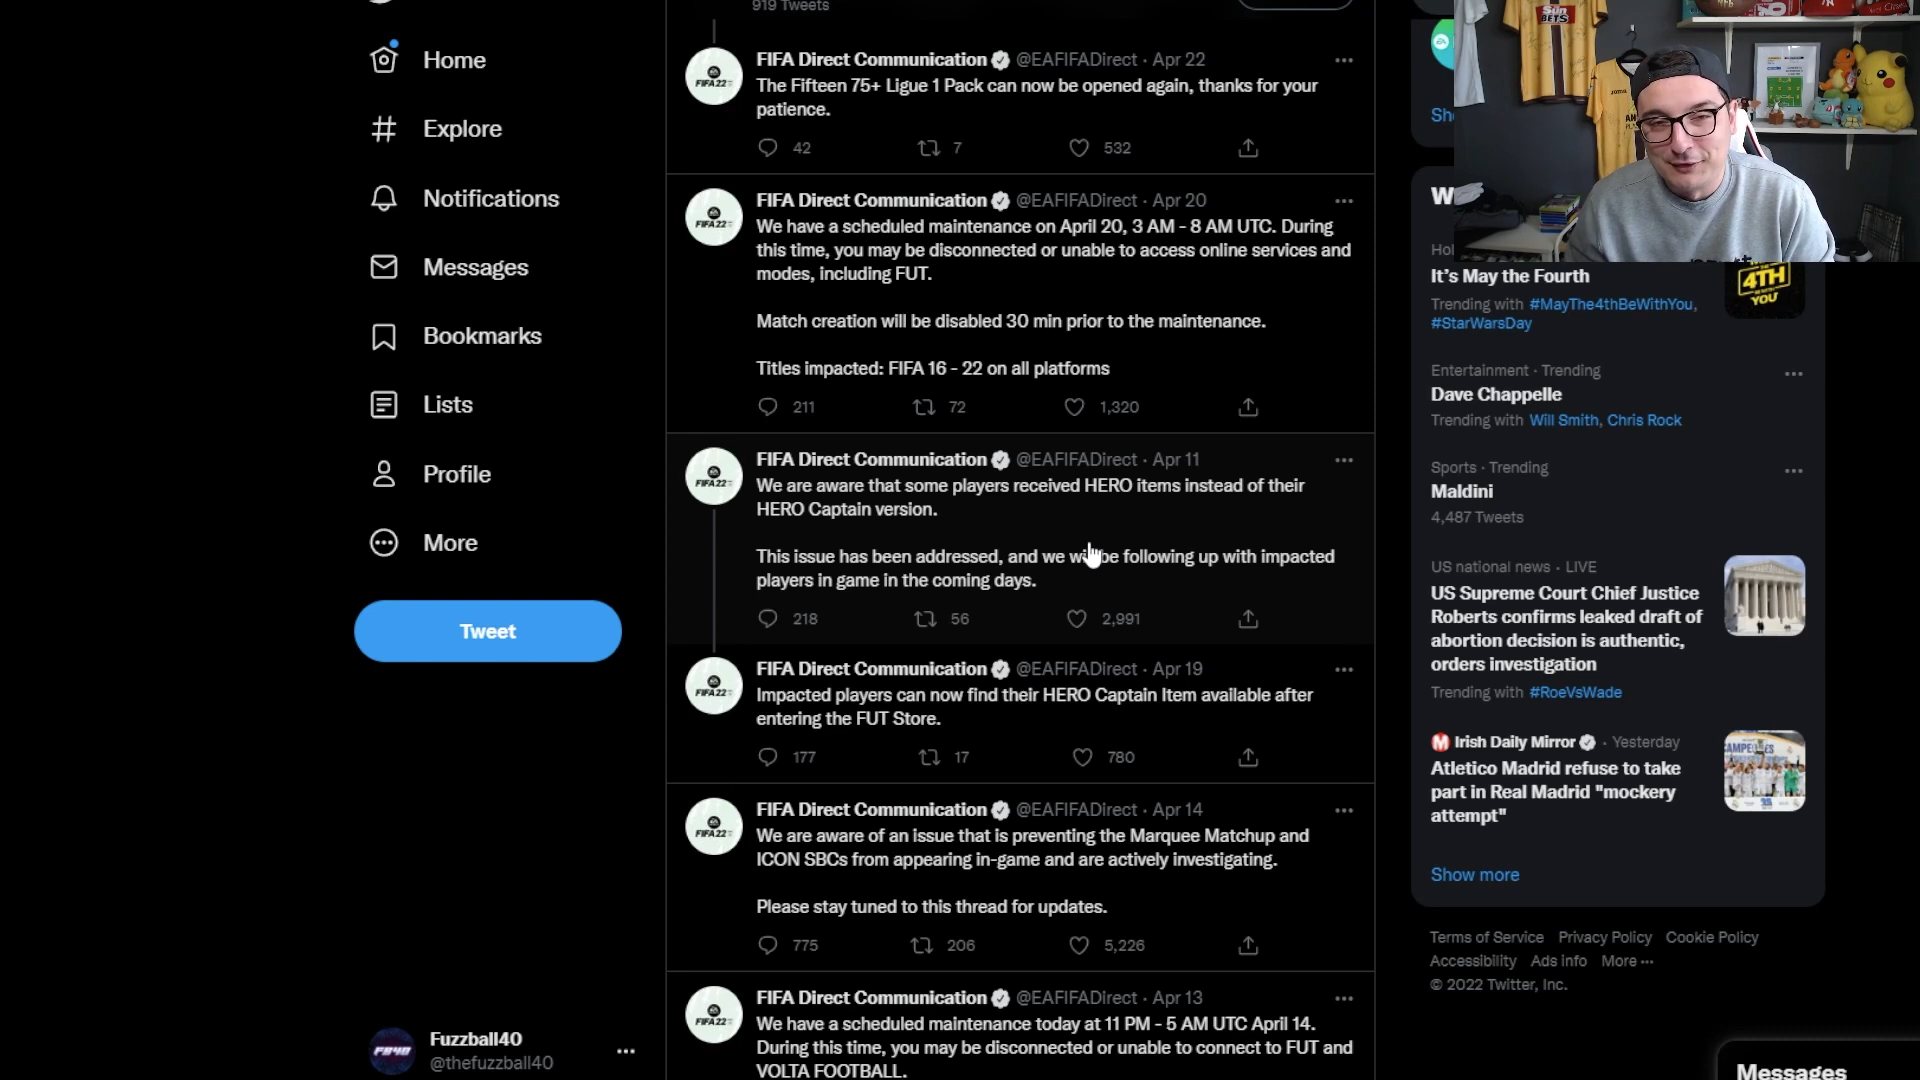 919 Tweets
Home
Explore
Notifications
Messages
Bookmarks
Lists
Profile
More
Tweet
Fuzzball40
@thefuzzball40
FB40
FIFA Direct Communication @EAFIFADirect · Apr 22
FIFA22
The Fifteen 75+ Ligue 1 Pack can now be opened again, thanks for your
patience.
42 7 532
FIFA Direct Communication @EAFIFADirect · Apr 20
FIFA22
We have a scheduled maintenance on April 20, 3 AM - 8 AM UTC. During
this time, you may be disconnected or unable to access online services and
modes, including FUT.
Match creation will be disabled 30 min prior to the maintenance.
Titles impacted: FIFA 16 - 22 on all platforms
211 72 1,320
FIFA Direct Communication @EAFIFADirect · Apr 11
FIFA22
We are aware that some players received HERO items instead of their
HERO Captain version.
This issue has been addressed, and we wi be following up with impacted
players in game in the coming days.
218 56 2,991
FIFA Direct Communication @EAFIFADirect · Apr 19
FIFA22
Impacted players can now find their HERO Captain Item available after
entering the FUT Store.
177 17 780
FIFA Direct Communication @EAFIFADirect · Apr 14
FIFA22
We are aware of an issue that is preventing the Marquee Matchup and
ICON SBCs from appearing in-game and are actively investigating.
Please stay tuned to this thread for updates.
775 206 5,226
FIFA Direct Communication @EAFIFADirect · Apr 13
FIFA22
We have a scheduled maintenance today at 11 PM - 5 AM UTC April 14.
During this time, you may be disconnected or unable to connect to FUT and
VOLTA FOOTBALL.
Sun
BETS
joma
Sh
W
Hol
It's May the Fourth
Trending with #MayThe4thBeWithYou,
#StarWarsDay
4TH
YOU
Entertainment · Trending
Dave Chappelle
Trending with Will Smith, Chris Rock
Sports · Trending
Maldini
4,487 Tweets
US national news · LIVE
US Supreme Court Chief Justice
Roberts confirms leaked draft of
abortion decision is authentic,
orders investigation
Trending with #RoeVsWade
Irish Daily Mirror · Yesterday
Atletico Madrid refuse to take
part in Real Madrid "mockery
attempt"
Show more
Terms of Service Privacy Policy Cookie Policy
Accessibility Ads info More ···
© 2022 Twitter, Inc.
Messages